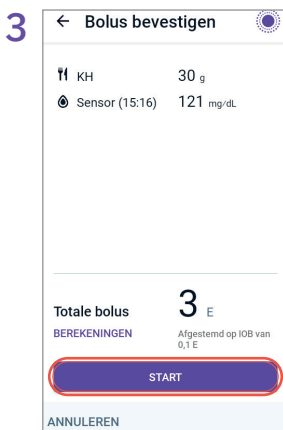 3
← Bolus bevestigen
KH 30 g
Sensor (15:16) 121 mg/dL
Totale bolus 3 E
BEREKENINGEN Afgestemd op IOB van
0,1 E
START
ANNULEREN